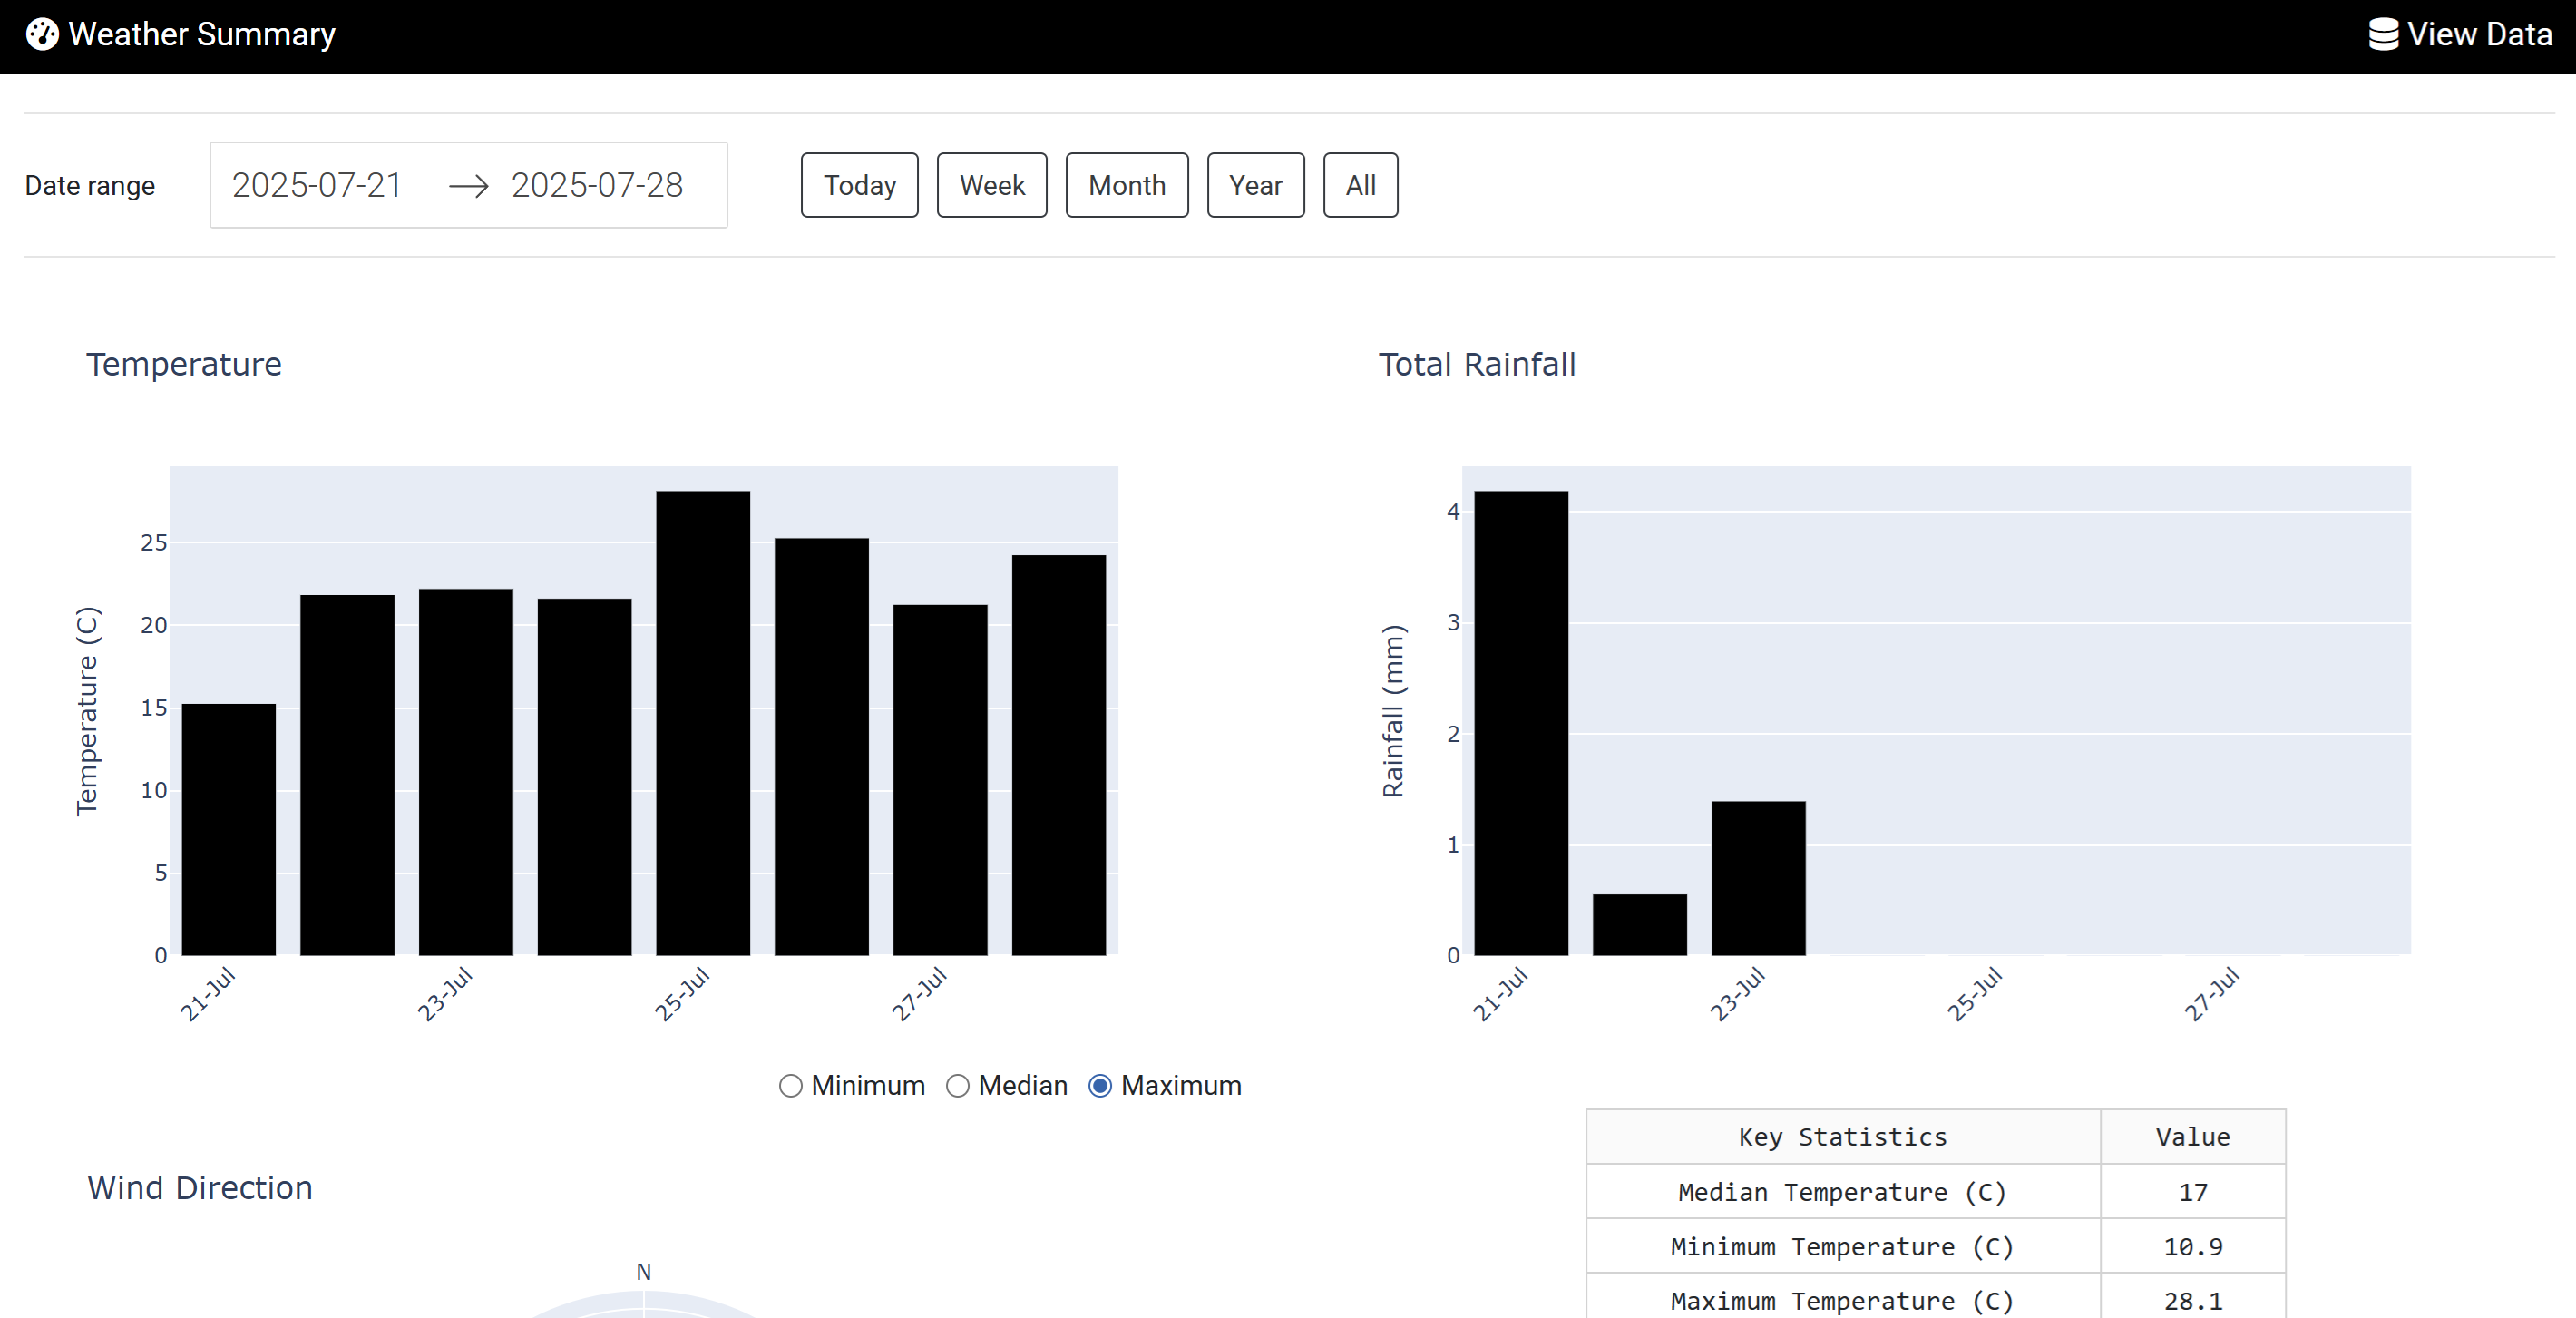 Weather Summary
View Data
Date range
2025-07-21
2025-07-28
Today
Week
Month
Year
All
Temperature
Temperature (C)
25
20
15
10
5
0
21-Jul
23-Jul
25-Jul
27-Jul
Minimum
Median
Maximum
Total Rainfall
Rainfall (mm)
4
3
2
1
0
21-Jul
23-Jul
25-Jul
27-Jul
Wind Direction
N
Key Statistics Value
Median Temperature (C) 17
Minimum Temperature (C) 10.9
Maximum Temperature (C) 28.1